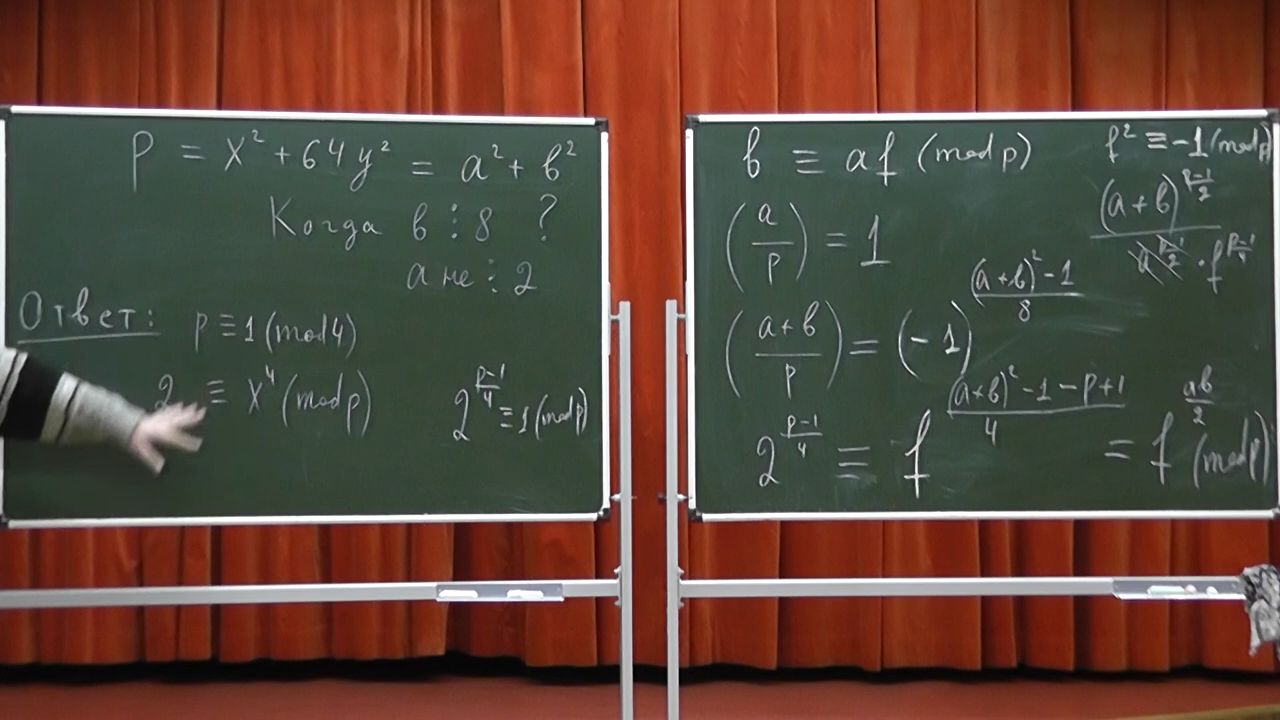 p = x² + 64y² = a² + b²
Когда b ⋮ 8 ?
a не ⋮ 2
Ответ: p ≡ 1 (mod 4)
2 ≡ x⁴ (mod p)
2^((p-1)/4) ≡ 1 (mod p)
b ≡ af (mod p)
f² ≡ -1 (mod p)
(a/p) = 1
(a+b)^((p-1)/2) / a^((p-1)/2) · f^((p-1)/4)
((a+b)/p) = (-1)^(((a+b)²-1)/8)
2^((p-1)/4) ≡ f^(((a+b)²-1-p+1)/4) = f^(ab/2) (mod p)